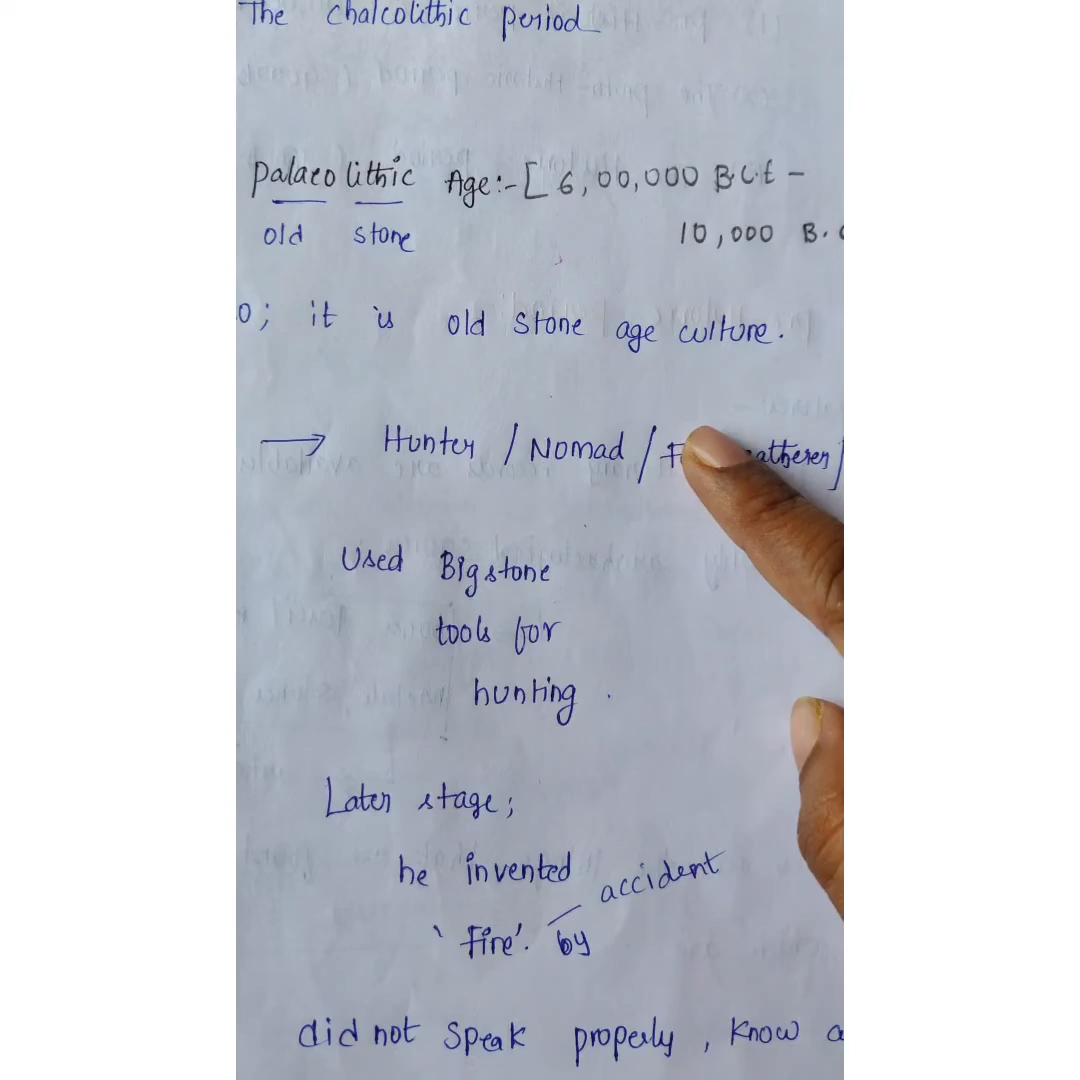 The chalcolithic period
Palaeolithic Age:- [ 6,00,000 B.C.E -
old stone 10,000 B.
it is old stone age culture.
→ Hunter / Nomad /
Used Big stone
tools for
hunting.
Later stage;
he invented
accident
'Fire'. by
did not speak properly, know a